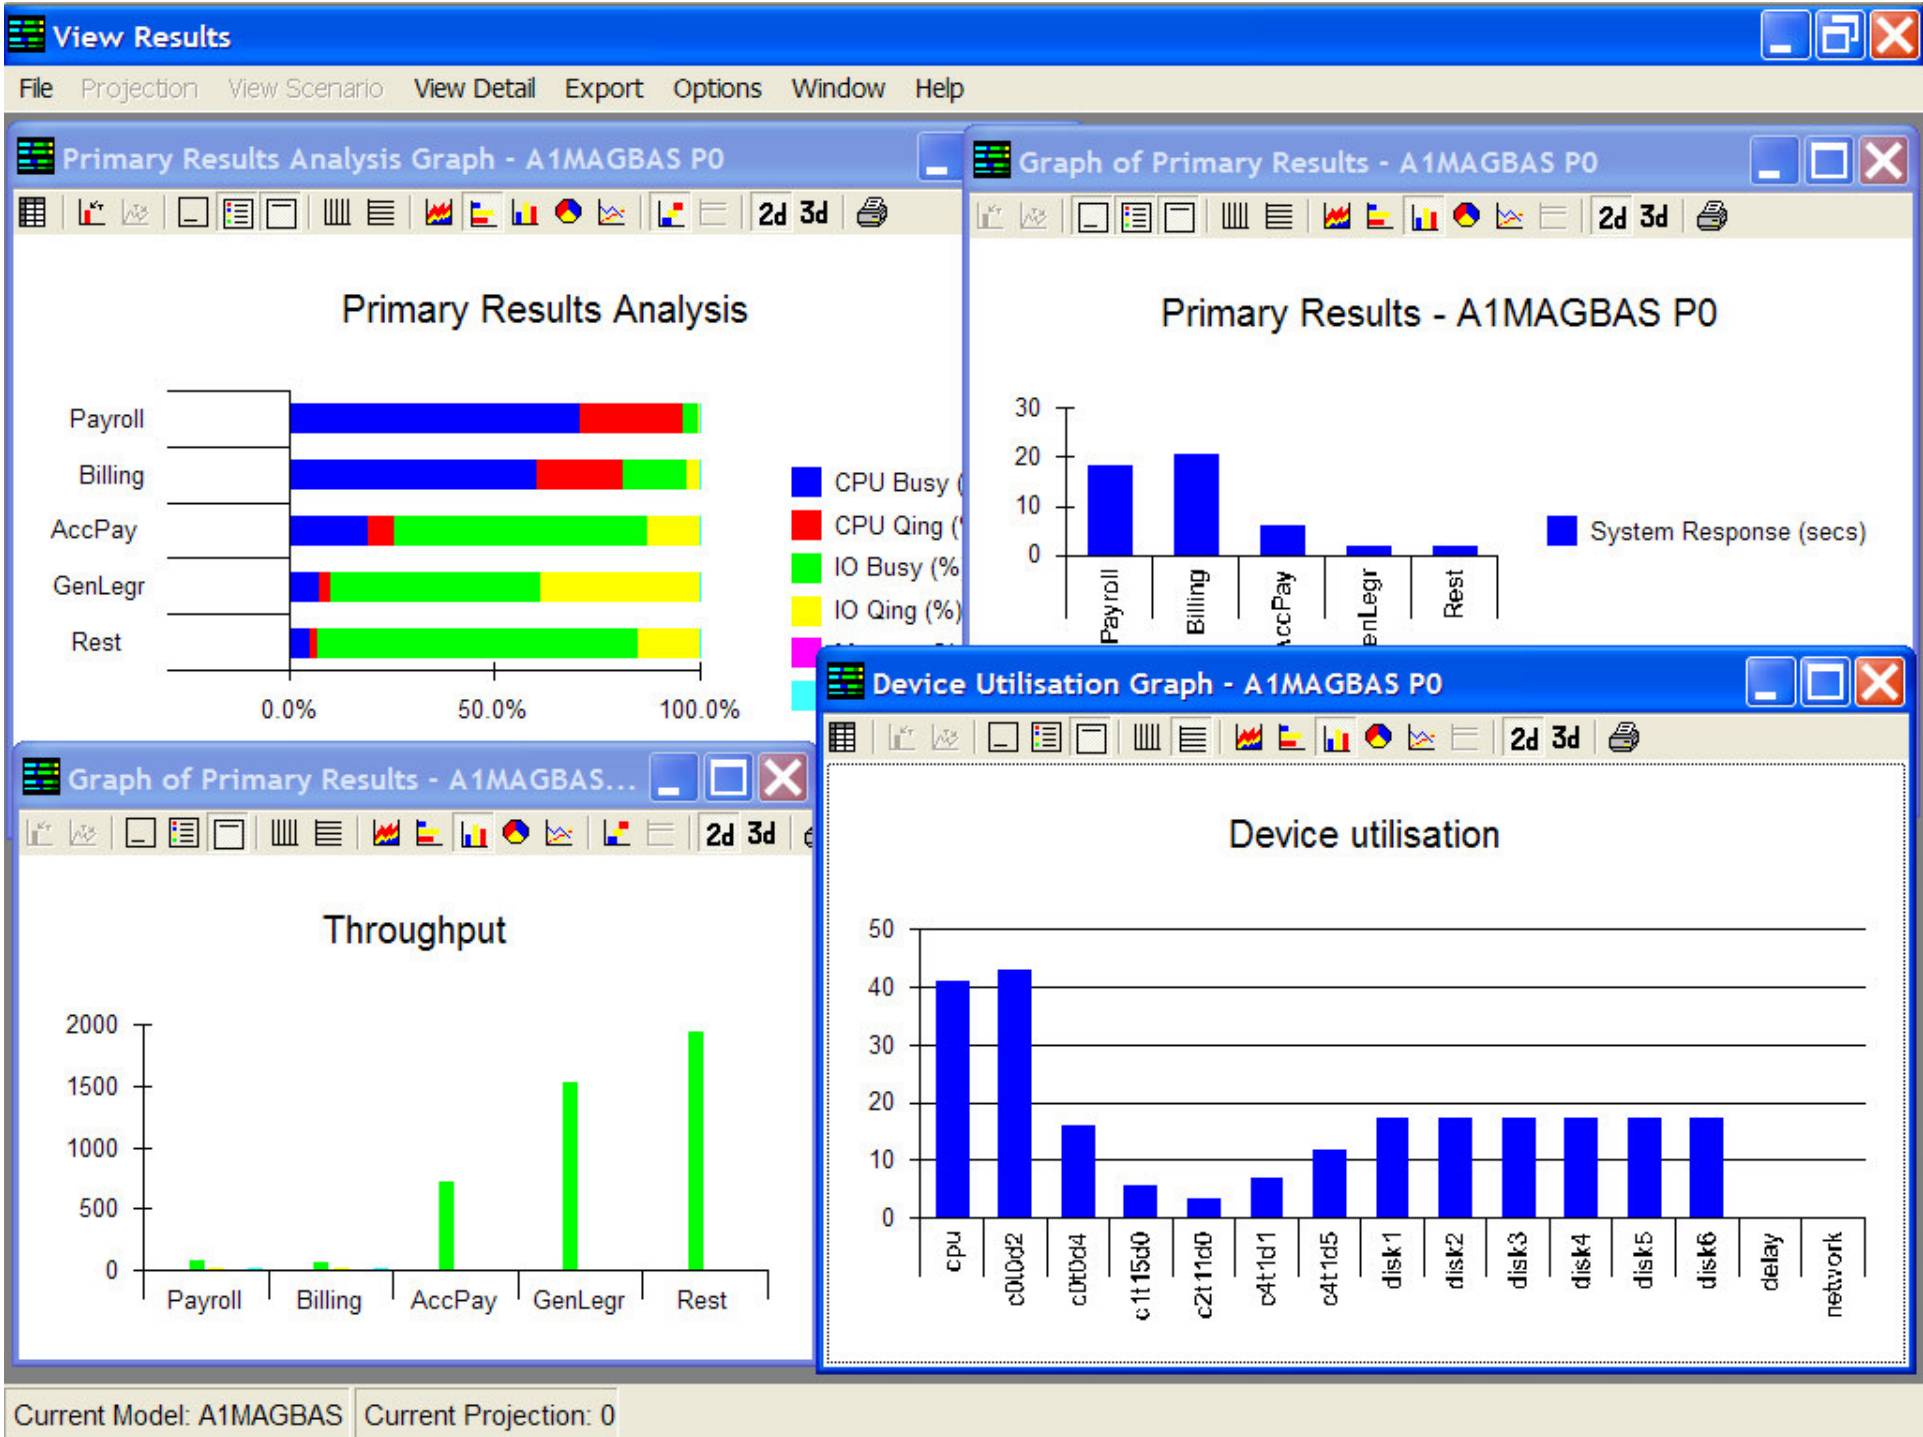 View Results
File Projection View Scenario View Detail Export Options Window Help
Primary Results Analysis Graph - A1MAGBAS P0
2d 3d
Primary Results Analysis
Payroll
Billing
AccPay
GenLegr
Rest
0.0% 50.0% 100.0%
CPU Busy (
CPU Qing (
IO Busy (%
IO Qing (%)
Graph of Primary Results - A1MAGBAS P0
2d 3d
Primary Results - A1MAGBAS P0
30
20
10
0
Payroll
Billing
AccPay
enLegr
Rest
System Response (secs)
Graph of Primary Results - A1MAGBAS...
2d 3d
Throughput
2000
1500
1000
500
0
Payroll Billing AccPay GenLegr Rest
Device Utilisation Graph - A1MAGBAS P0
2d 3d
Device utilisation
50
40
30
20
10
0
cpu
c0t0d2
c0t0d4
c1t15d0
c2t11d0
c4t1d1
c4t1d5
disk1
disk2
disk3
disk4
disk5
disk6
delay
network
Current Model: A1MAGBAS Current Projection: 0